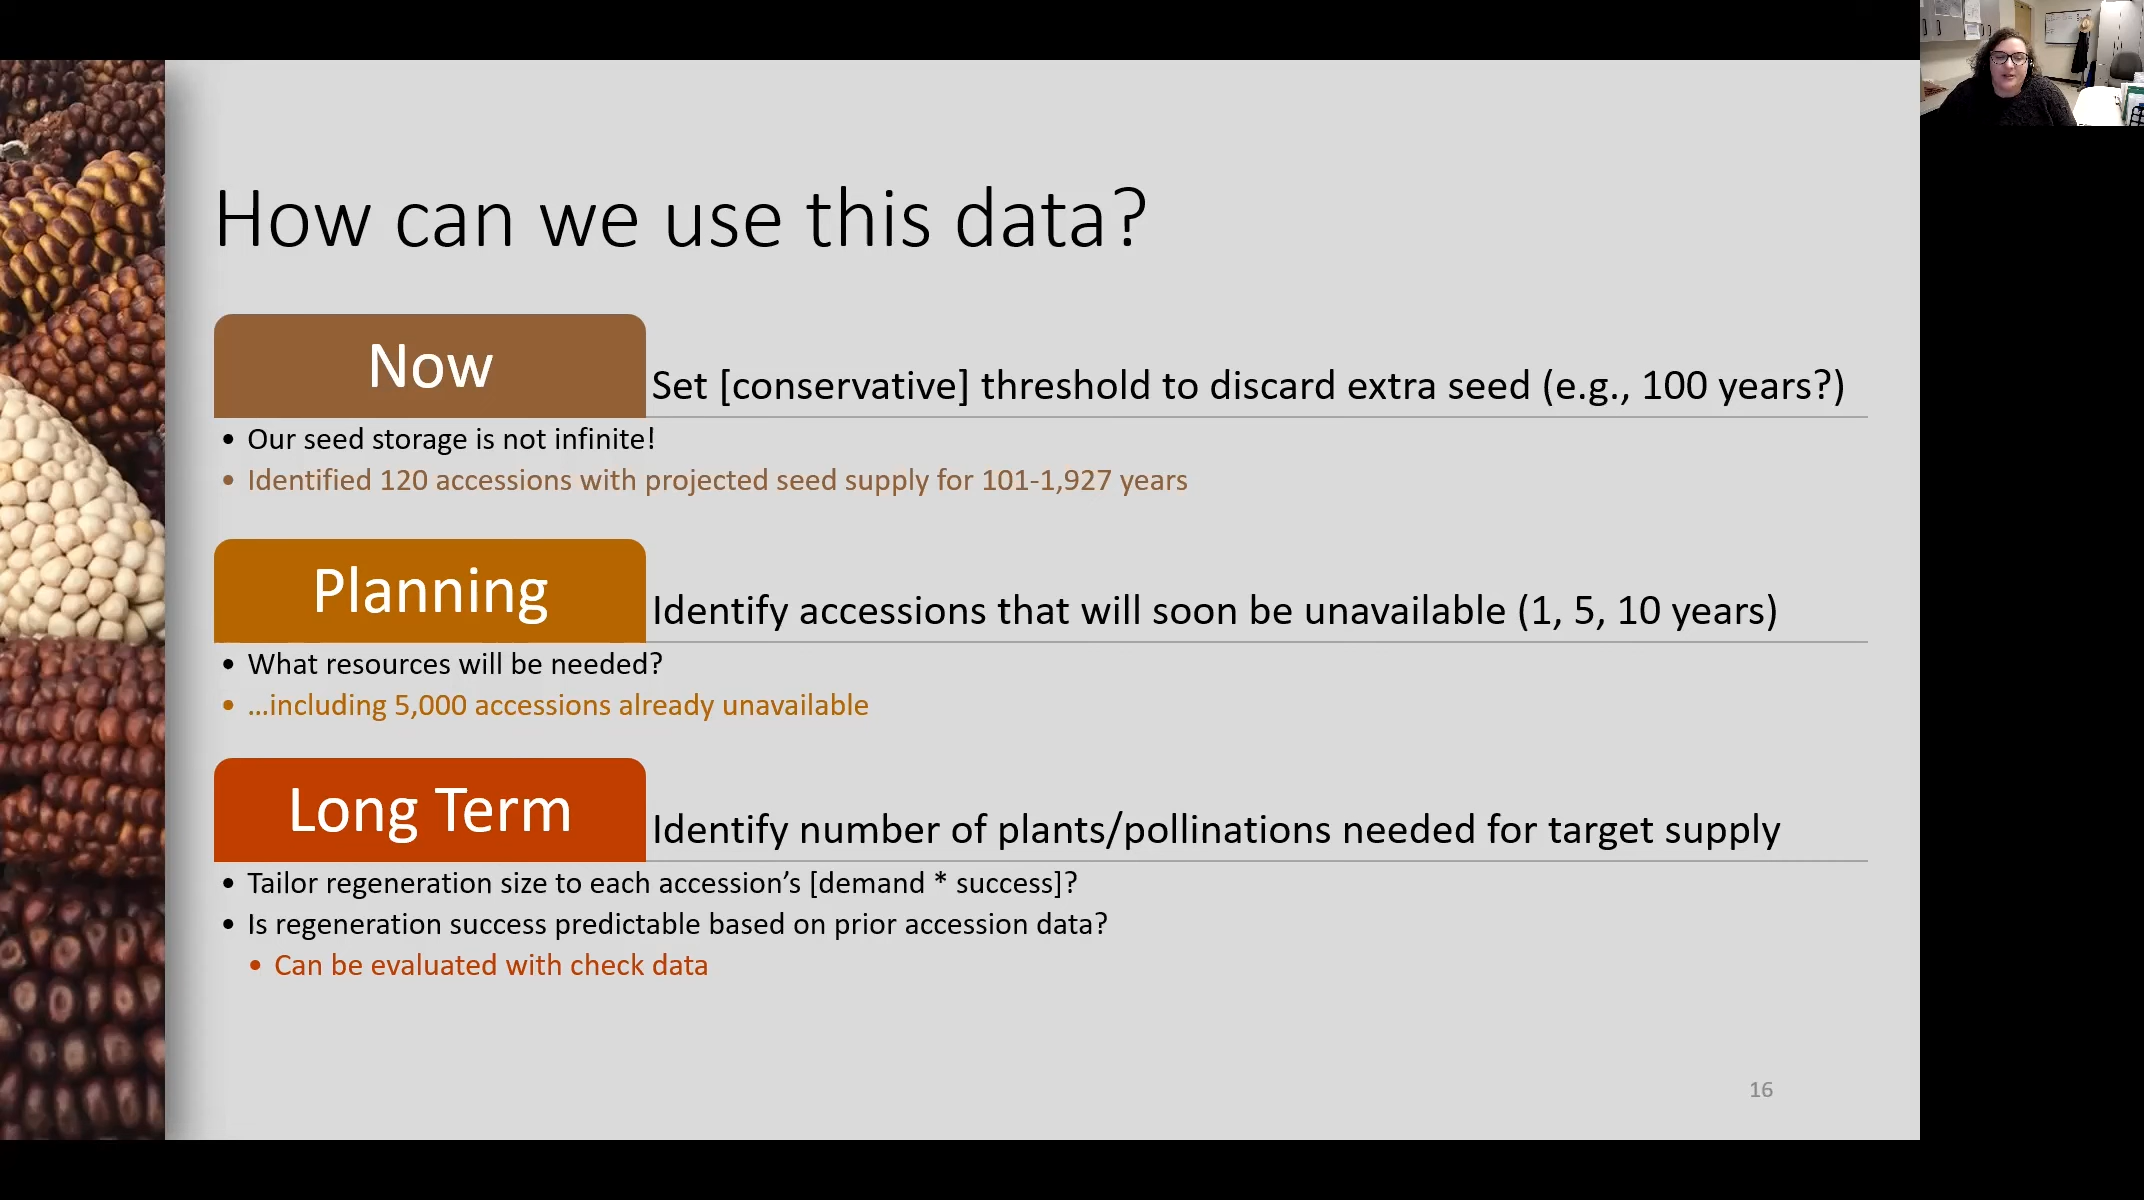 How can we use this data?
Now
Set [conservative] threshold to discard extra seed (e.g., 100 years?)
• Our seed storage is not infinite!
• Identified 120 accessions with projected seed supply for 101-1,927 years
Planning
Identify accessions that will soon be unavailable (1, 5, 10 years)
• What resources will be needed?
• ...including 5,000 accessions already unavailable
Long Term
Identify number of plants/pollinations needed for target supply
• Tailor regeneration size to each accession’s [demand * success]?
• Is regeneration success predictable based on prior accession data?
• Can be evaluated with check data
16